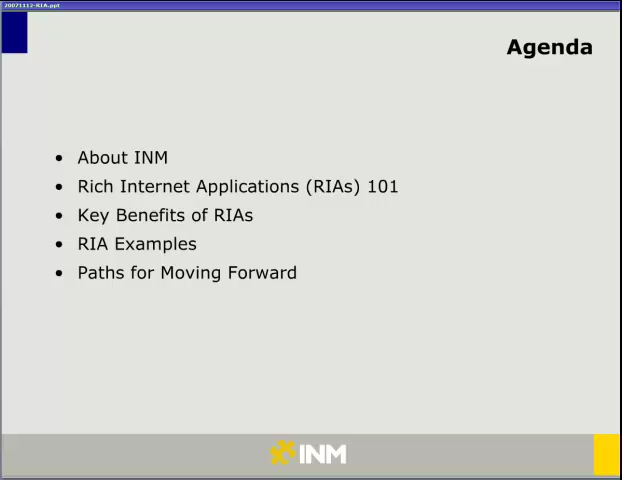 20071112-RIA.ppt
Agenda
• About INM
• Rich Internet Applications (RIAs) 101
• Key Benefits of RIAs
• RIA Examples
• Paths for Moving Forward
INM